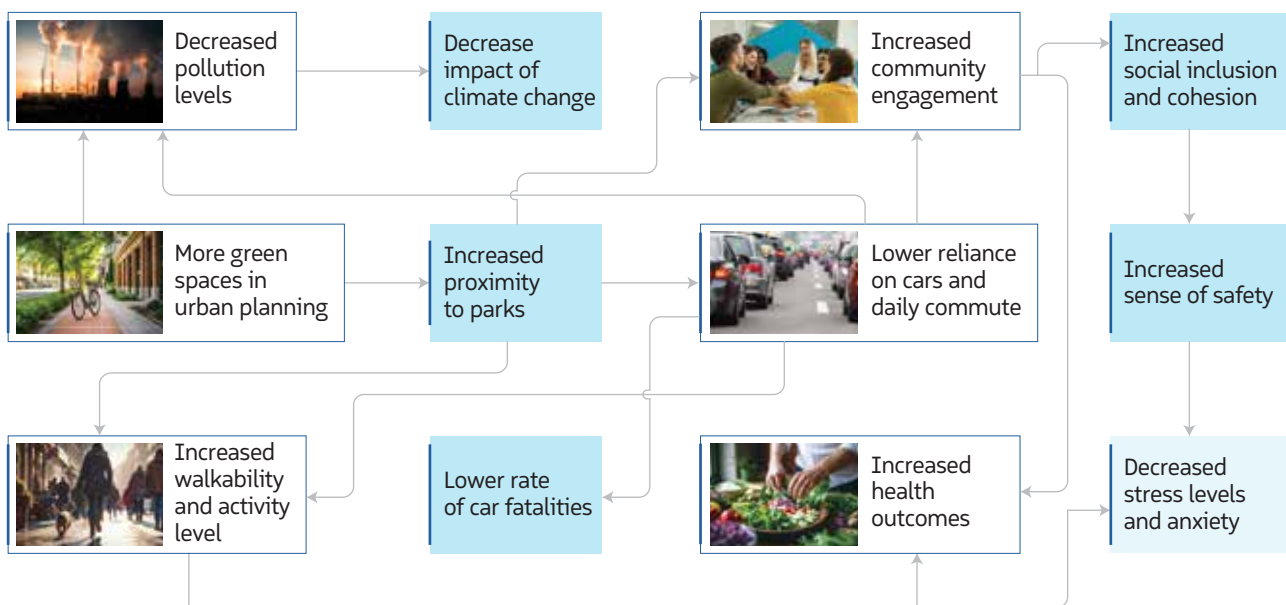 Decreased
pollution
levels
Decrease
impact of
climate change
Increased
community
engagement
Increased
social inclusion
and cohesion
More green
spaces in
urban planning
Increased
proximity
to parks
Lower reliance
on cars and
daily commute
Increased
sense of safety
Increased
walkability
and activity
level
Lower rate
of car fatalities
Increased
health
outcomes
Decreased
stress levels
and anxiety